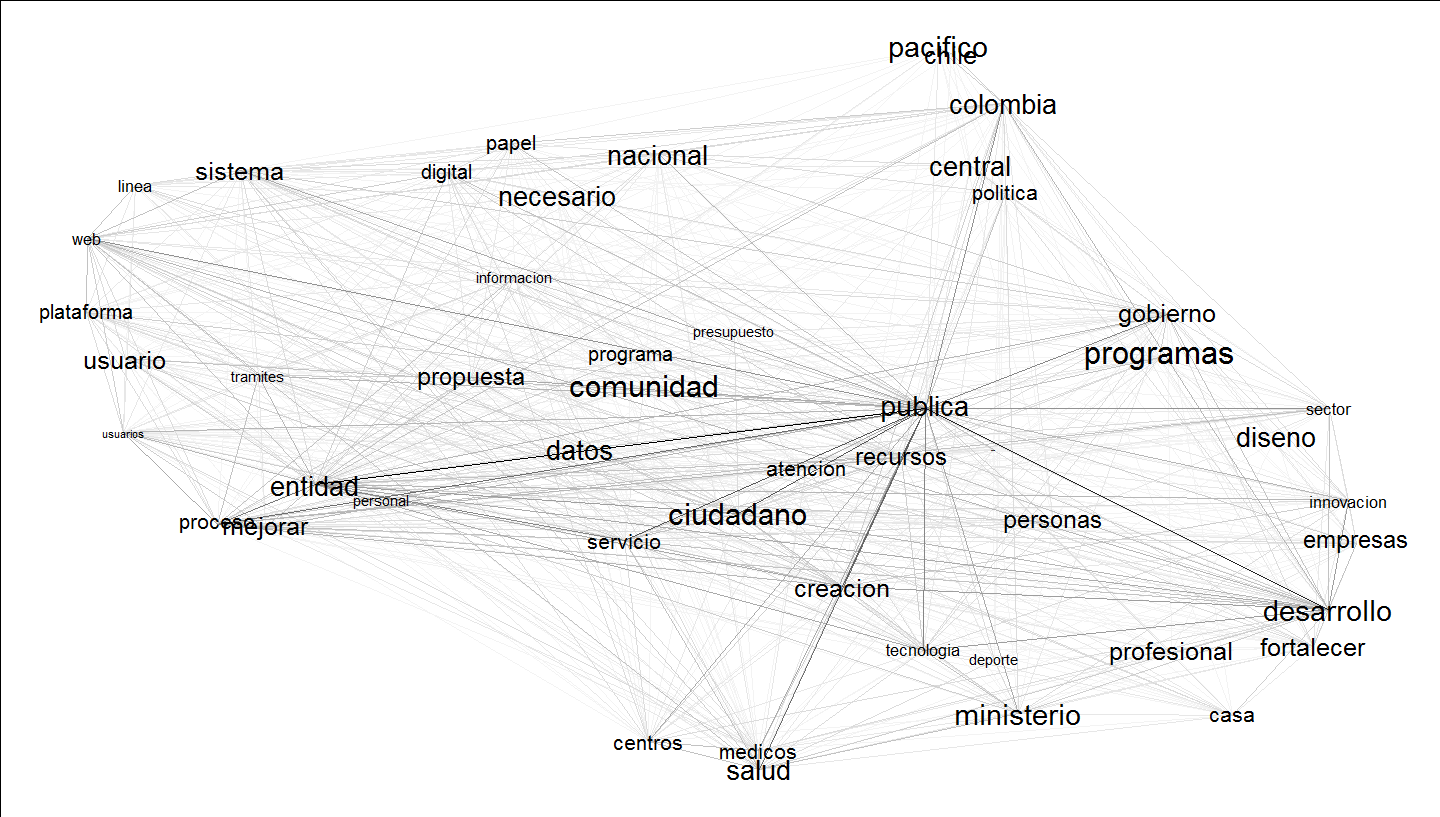 pacifico
chile
colombia
papel
nacional
central
sistema
digital
linea
necesario
politica
web
informacion
plataforma
gobierno
presupuesto
programa
programas
usuario
tramites
propuesta
comunidad
publica
sector
usuarios
diseno
datos
recursos
atencion
entidad
personal
innovacion
ciudadano
personas
proceso
mejorar
servicio
empresas
creacion
desarrollo
tecnologia
deporte
profesional
fortalecer
ministerio
casa
centros
medicos
salud